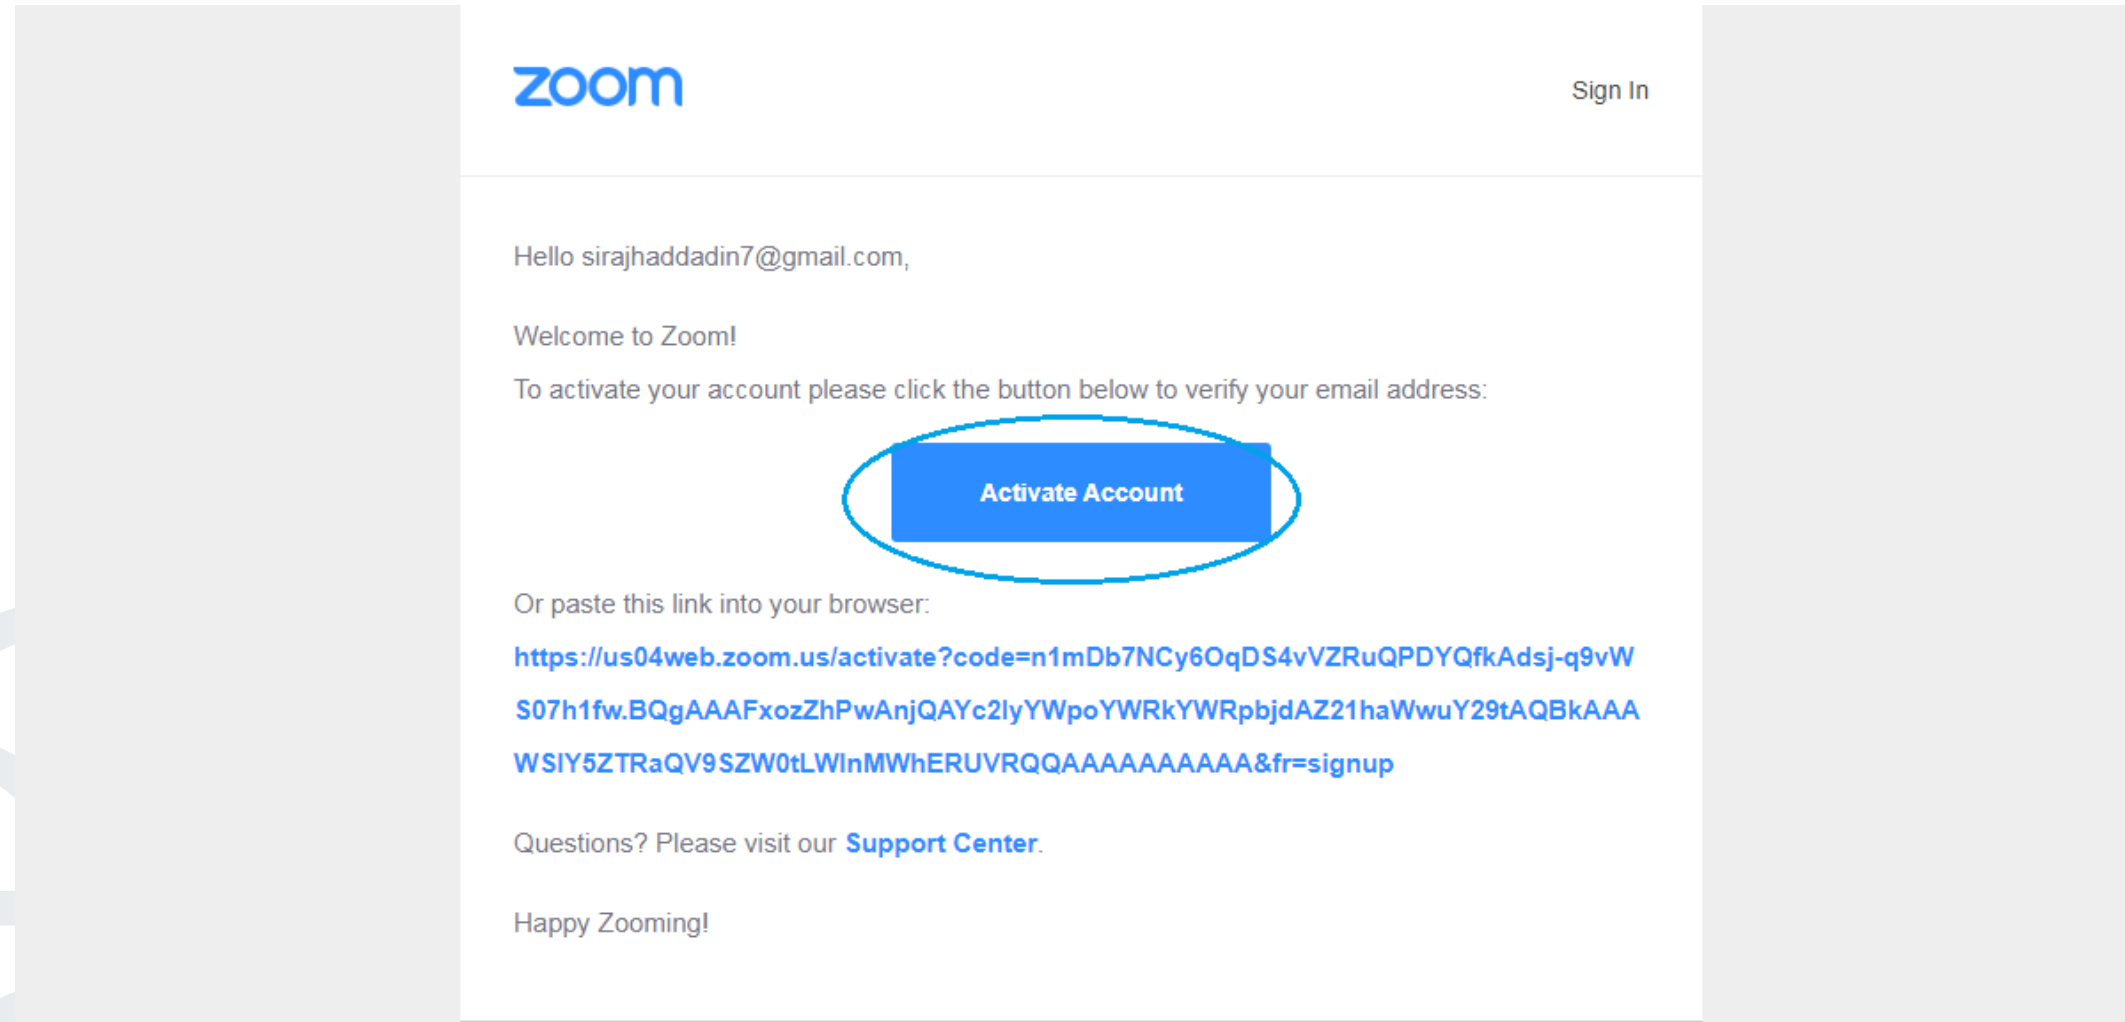 zoom
Sign In
Hello sirajhaddadin7@gmail.com,
Welcome to Zoom!
To activate your account please click the button below to verify your email address:
Activate Account
Or paste this link into your browser:
https://us04web.zoom.us/activate?code=n1mDb7NCy6OqDS4vVZRuQPDYQfkAdsj-q9vW
S07h1fw.BQgAAAFxozZhPwAnjQAYc2lyYWpoYWRkYWRpbjdAZ21haWwuY29tAQBkAAA
WSlY5ZTRaQV9SZW0tLWlnMWhERUVRQQAAAAAAAAAA&fr=signup
Questions? Please visit our Support Center.
Happy Zooming!